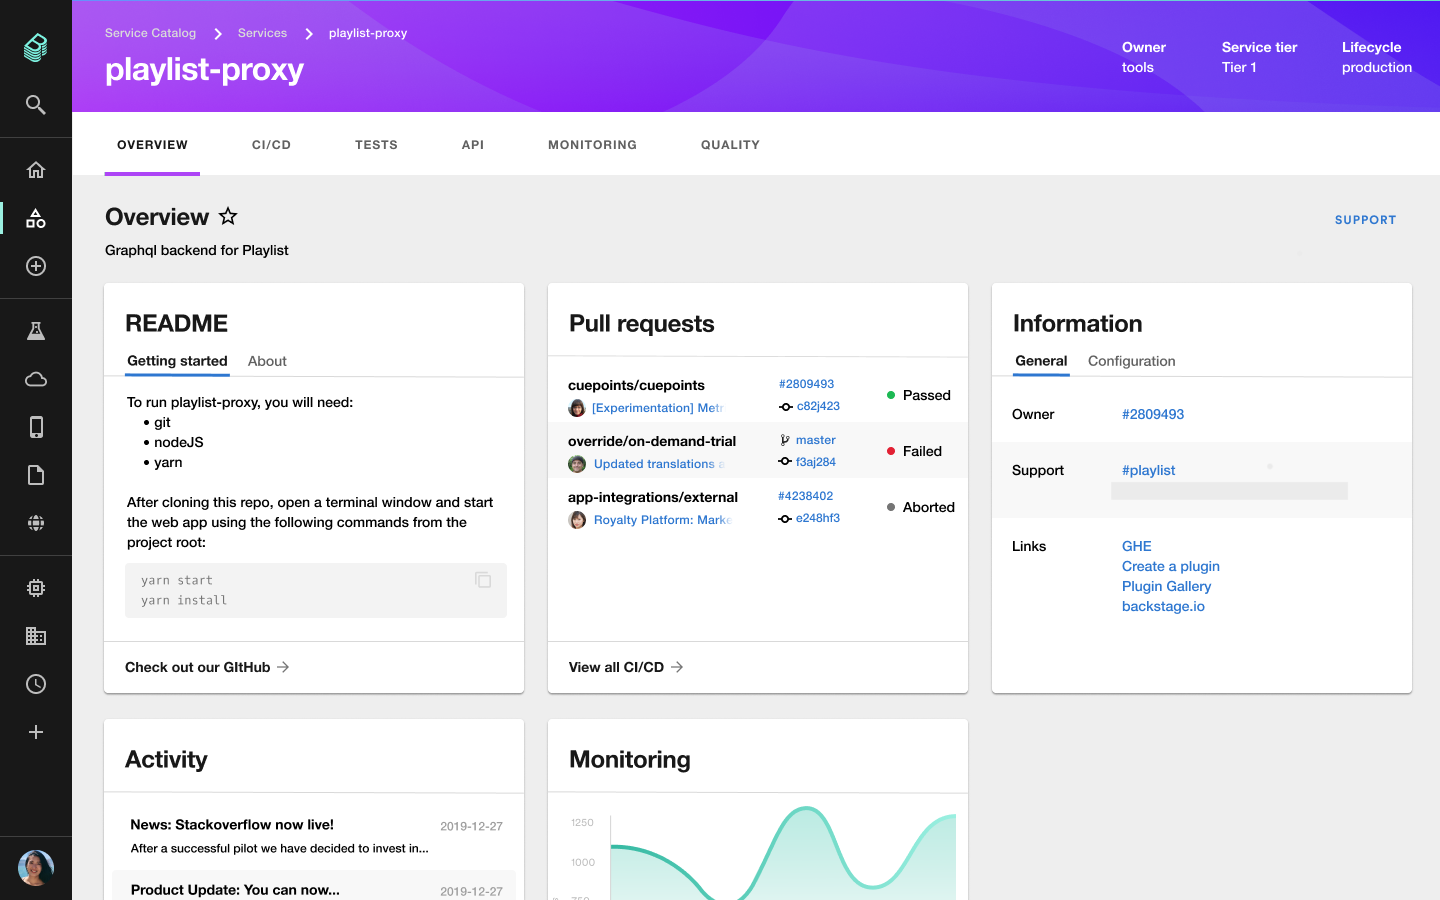 Service Catalog Services playlist-proxy
playlist-proxy
Owner
tools
Service tier
Tier 1
Lifecycle
production
OVERVIEW CI/CD TESTS API MONITORING QUALITY
Overview
SUPPORT
Graphql backend for Playlist
README
Getting started About
To run playlist-proxy, you will need:
• git
• nodeJS
• yarn
After cloning this repo, open a terminal window and start
the web app using the following commands from the
project root:
yarn start
yarn install
Check out our GItHub
Pull requests
cuepoints/cuepoints #2809493
Passed
[Experimentation] Metr c82j423
override/on-demand-trial master
Failed
Updated translations a f3aj284
app-integrations/external #4238402
Aborted
Royalty Platform: Marke e248hf3
View all CI/CD
Information
General Configuration
Owner #2809493
Support #playlist
Links GHE
Create a plugin
Plugin Gallery
backstage.io
Activity
News: Stackoverflow now live! 2019-12-27
After a successful pilot we have decided to invest in...
Product Update: You can now... 2019-12-27
Monitoring
1250
1000
750